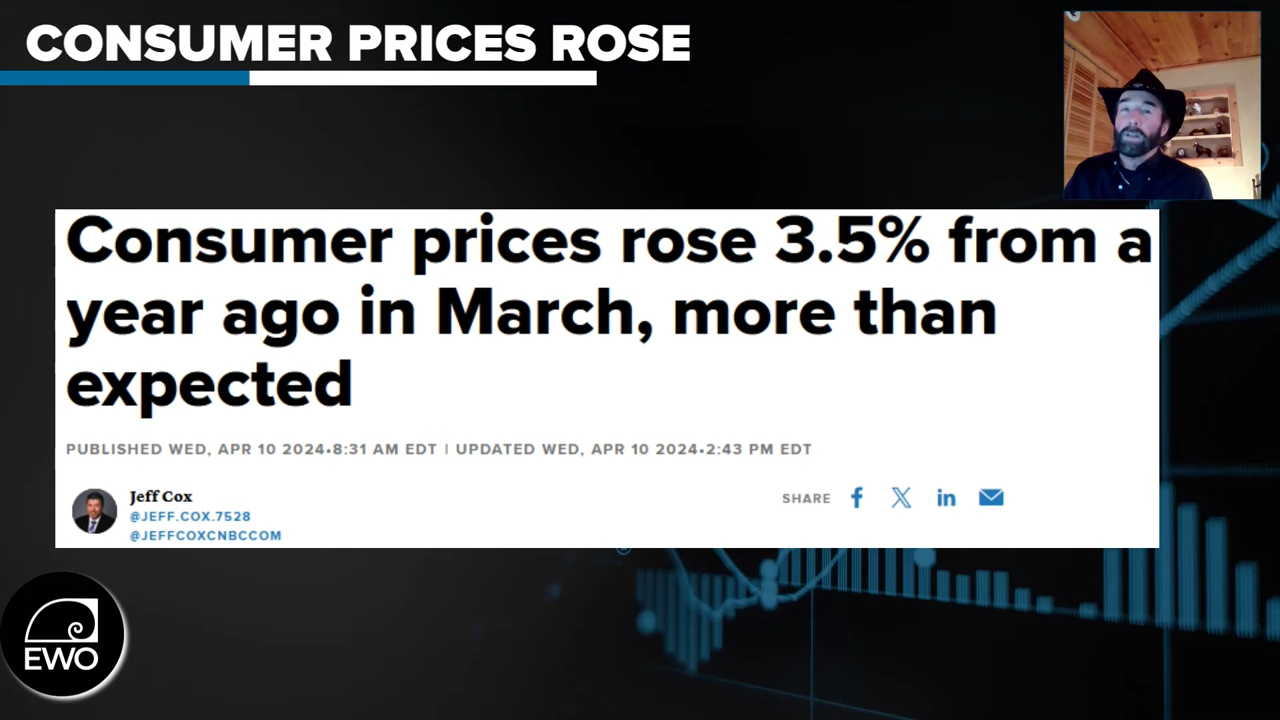 CONSUMER PRICES ROSE
Consumer prices rose 3.5% from a
year ago in March, more than
expected
PUBLISHED WED, APR 10 2024•8:31 AM EDT | UPDATED WED, APR 10 2024•2:43 PM EDT
Jeff Cox
@JEFF.COX.7528
@JEFFCOXCNBCCOM
SHARE
EWO